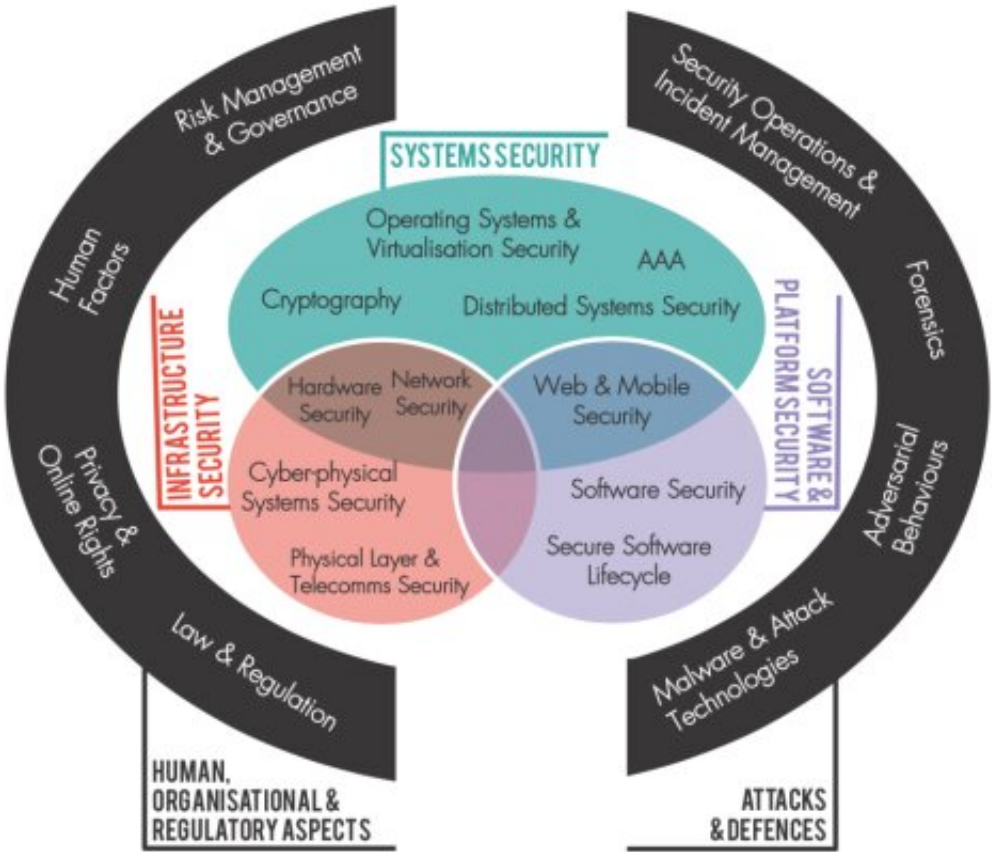 Risk Management
& Governance
Human
Factors
Privacy &
Online Rights
Law & Regulation
HUMAN,
ORGANISATIONAL &
REGULATORY ASPECTS
SYSTEMS SECURITY
Operating Systems &
Virtualisation Security
AAA
Cryptography
Distributed Systems Security
INFRASTRUCTURE
SECURITY
Hardware
Security
Network
Security
Web & Mobile
Security
Cyber-physical
Systems Security
Physical Layer &
Telecomms Security
Software Security
Secure Software
Lifecycle
SOFTWARE &
PLATFORM SECURITY
Security Operations &
Incident Management
Forensics
Adversarial
Behaviours
Malware & Attack
Technologies
ATTACKS
& DEFENCES